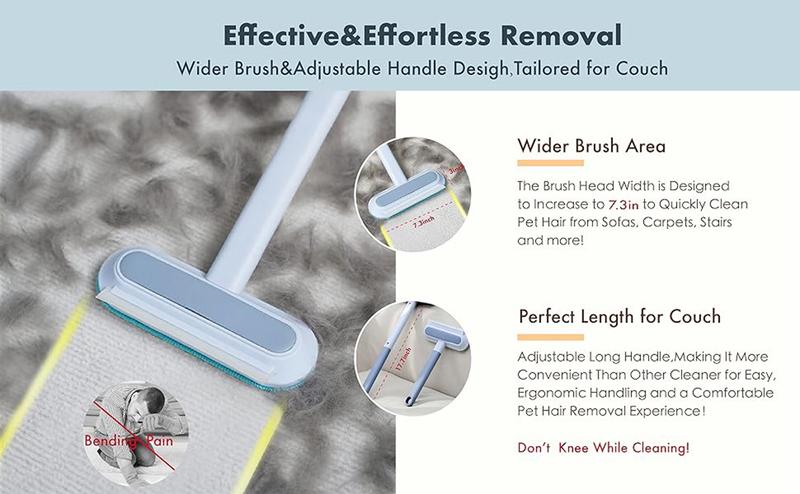 Effective&Effortless Removal
Wider Brush&Adjustable Handle Desigh,Tailored for Couch
Wider Brush Area
The Brush Head Width is Designed
to Increase to 7.3in to Quickly Clean
Pet Hair from Sofas, Carpets, Stairs
and more!
3inch
7.3inch
Perfect Length for Couch
17.7inch
Adjustable Long Handle,Making It More
Convenient Than Other Cleaner for Easy,
Ergonomic Handling and a Comfortable
Pet Hair Removal Experience!
Don't Knee While Cleaning!
Bending Pain